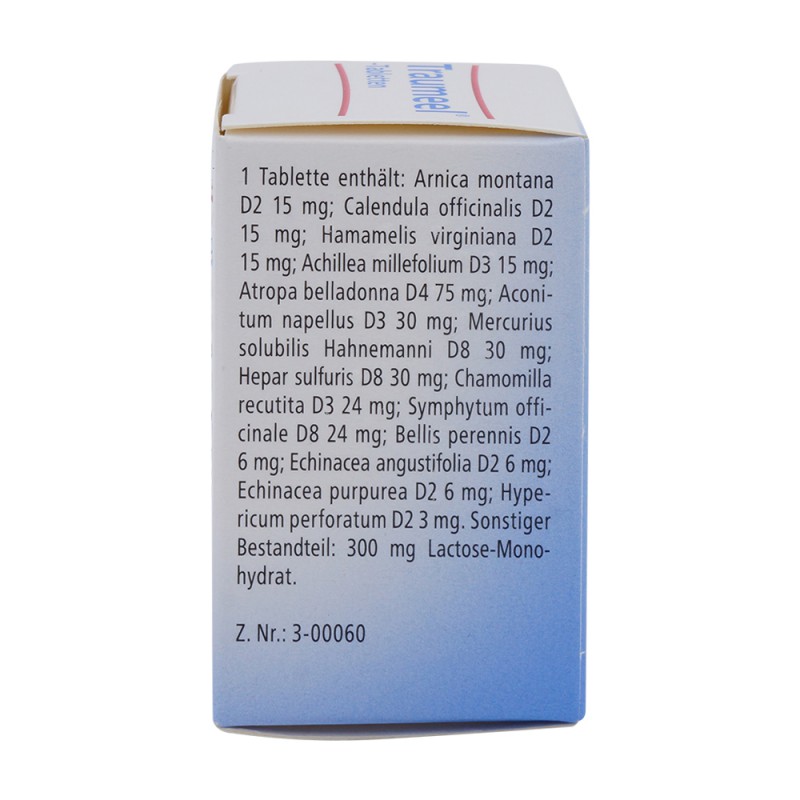 Traumeel®
Tabletten
1 Tablette enthält: Arnica montana
D2 15 mg; Calendula officinalis D2
15 mg; Hamamelis virginiana D2
15 mg; Achillea millefolium D3 15 mg;
Atropa belladonna D4 75 mg; Aconi-
tum napellus D3 30 mg; Mercurius
solubilis Hahnemanni D8 30 mg;
Hepar sulfuris D8 30 mg; Chamomilla
recutita D3 24 mg; Symphytum offi-
cinale D8 24 mg; Bellis perennis D2
6 mg; Echinacea angustifolia D2 6 mg;
Echinacea purpurea D2 6 mg; Hype-
ricum perforatum D2 3 mg. Sonstiger
Bestandteil: 300 mg Lactose-Mono-
hydrat.
Z. Nr.: 3-00060